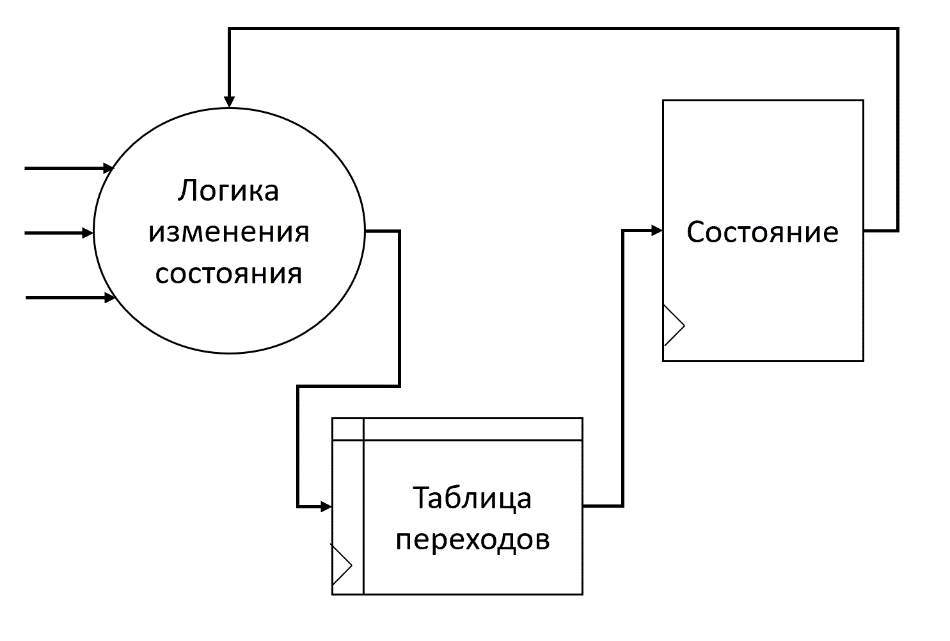 Логика
изменения
состояния
Состояние
Таблица
переходов